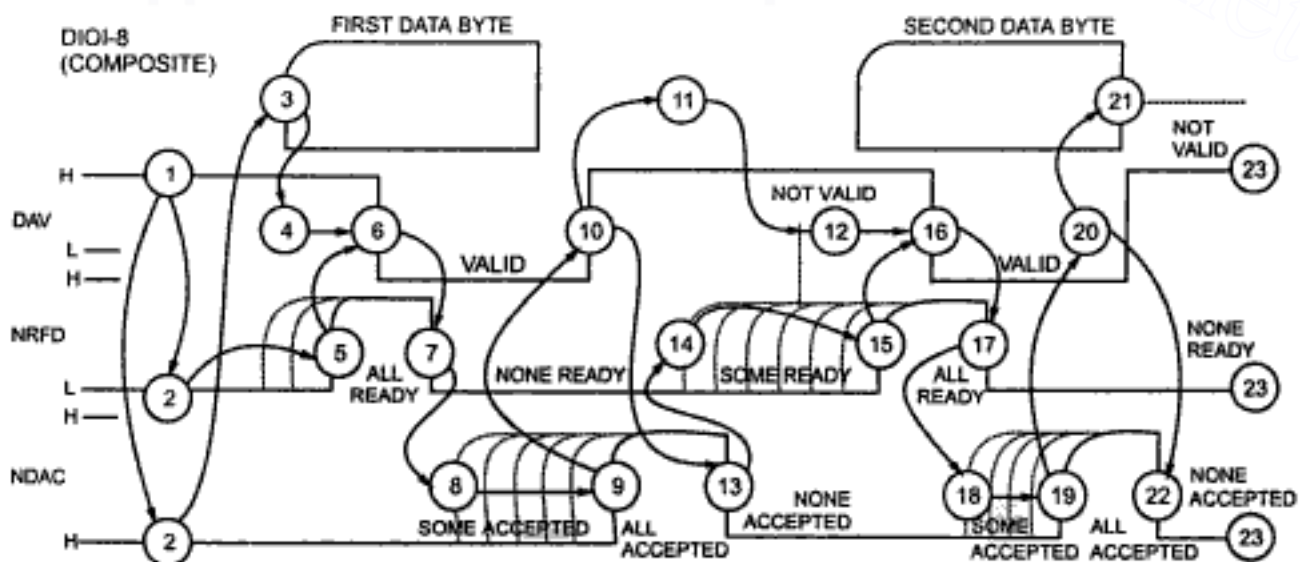 DIOI-8
(COMPOSITE)
FIRST DATA BYTE
SECOND DATA BYTE
3
11
21
NOT
VALID
H
1
23
NOT VALID
DAV
4
6
10
12
16
20
L
H
VALID
VALID
NRFD
5
7
14
15
17
NONE
READY
L
2
ALL
READY
NONE READY
SOME READY
ALL
READY
23
H
NDAC
8
9
13
18
19
22
NONE
ACCEPTED
SOME ACCEPTED
ALL
ACCEPTED
NONE
ACCEPTED
SOME
ACCEPTED
ALL
ACCEPTED
H
2
23